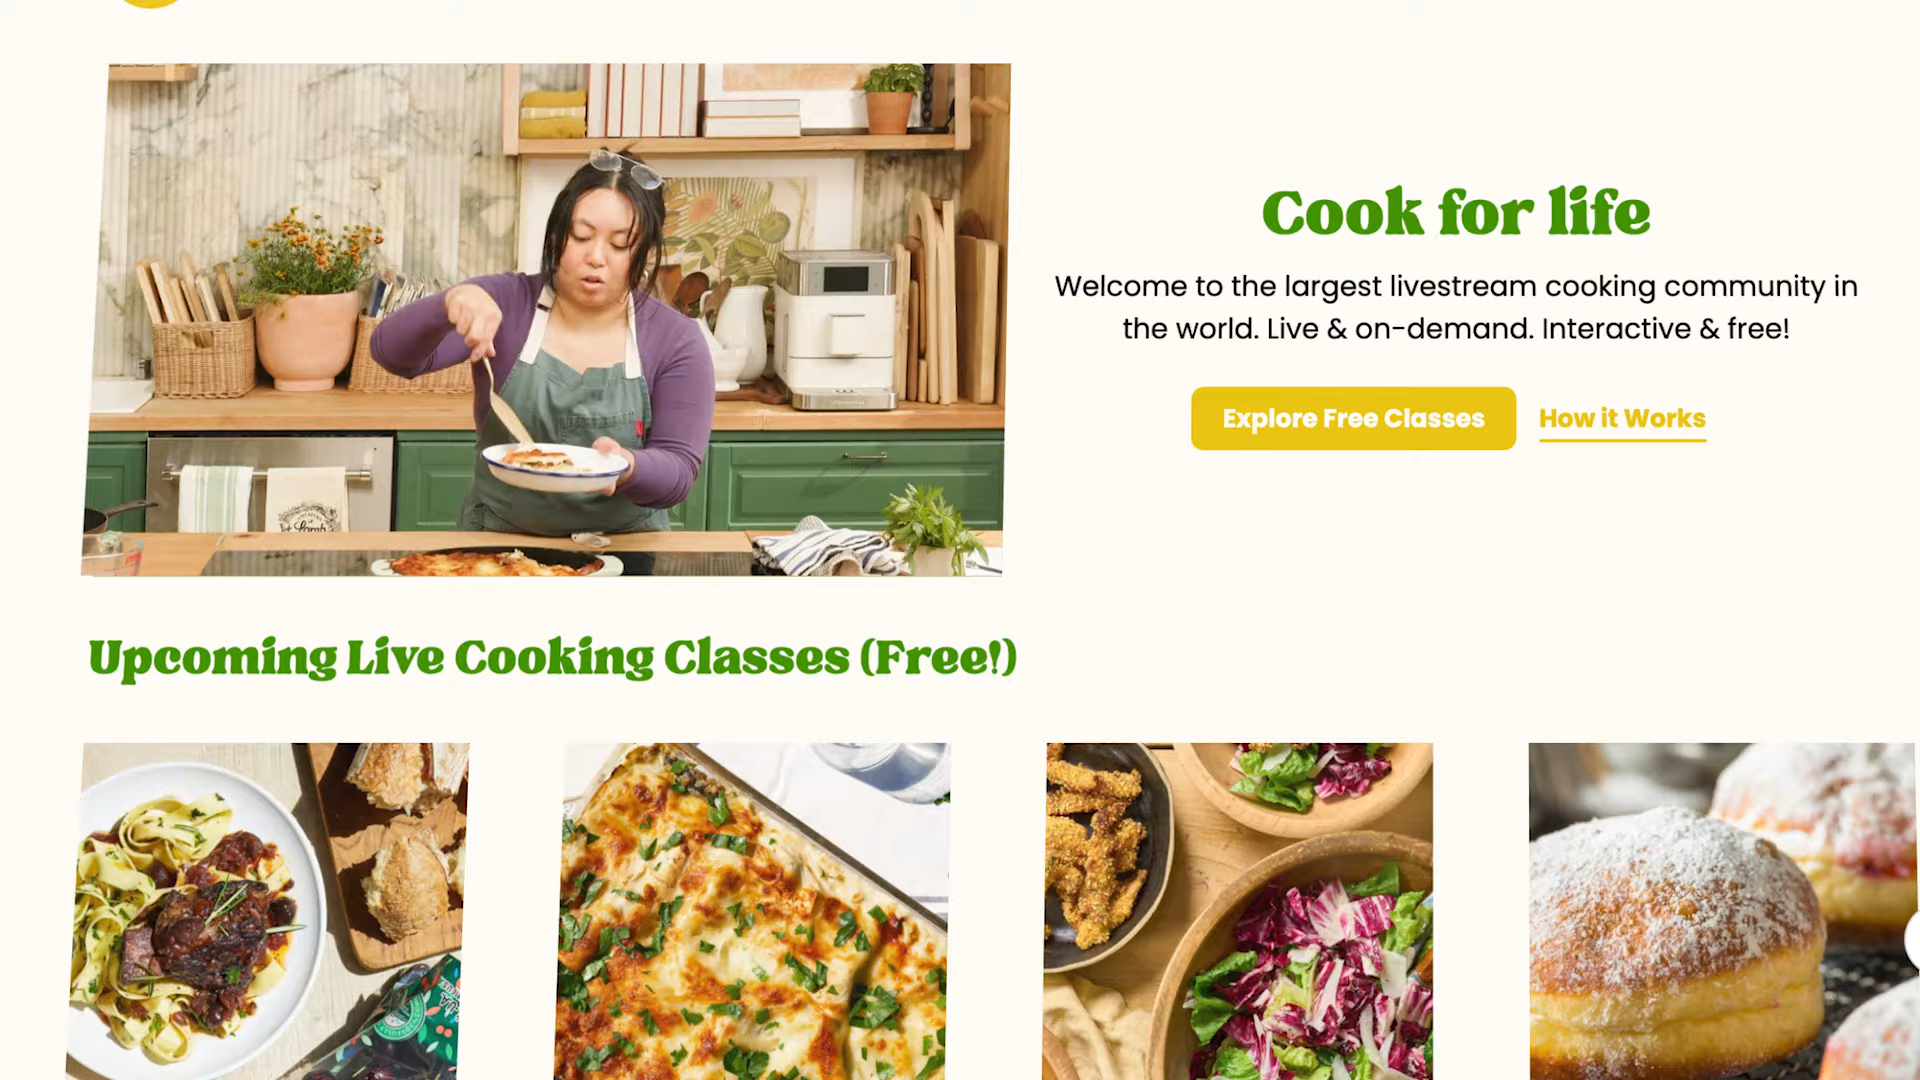 Cook for life
Welcome to the largest livestream cooking community in
the world. Live & on-demand. Interactive & free!
Explore Free Classes
How it Works
Lamb
Upcoming Live Cooking Classes (Free!)